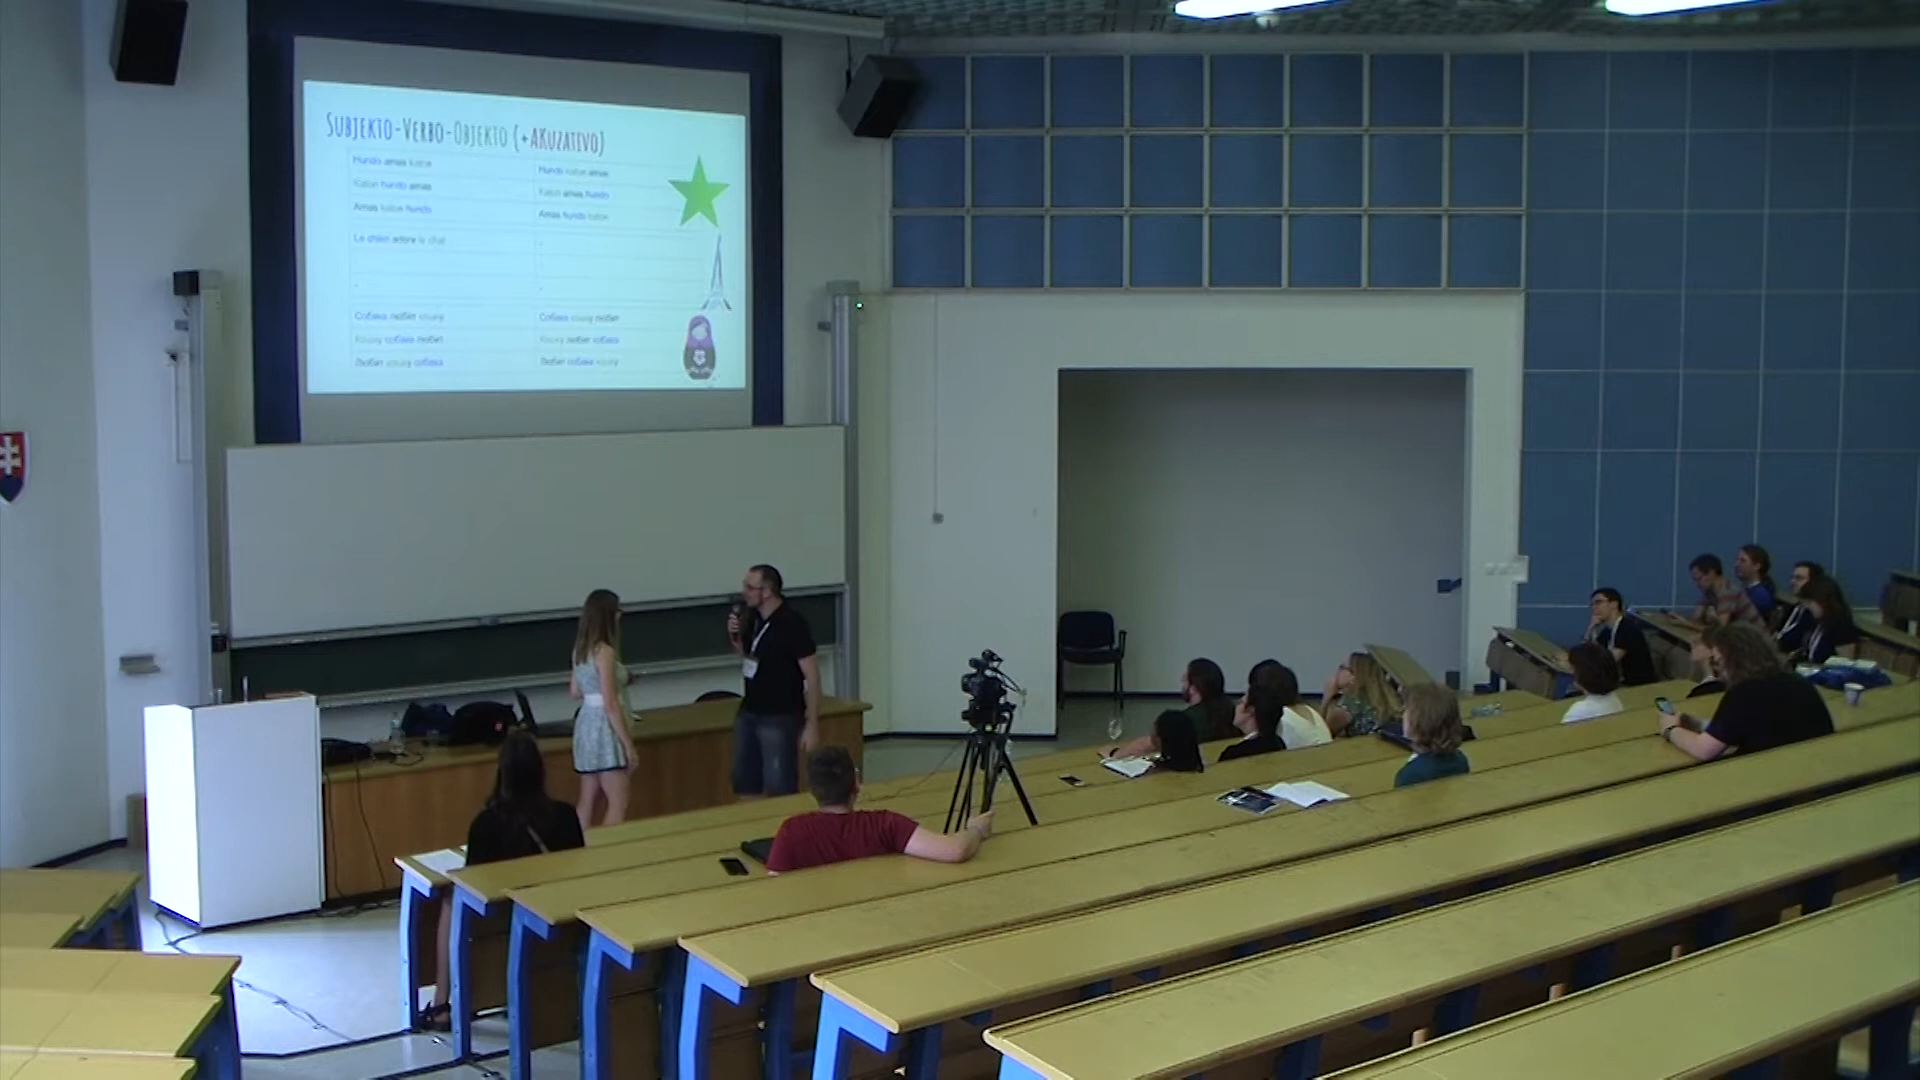 Subjekto-Verbo-Objekto (+AKuzativo)
Hundo amas katon
Hundo katon amas
Katon hundo amas
Katon amas hundo
Amas katon hundo
Amas hundo katon
Le chien adore le chat
Собака любит кошку
Собака кошку любит
Кошку собака любит
Кошку любит собака
Любит кошку собака
Любит собака кошку